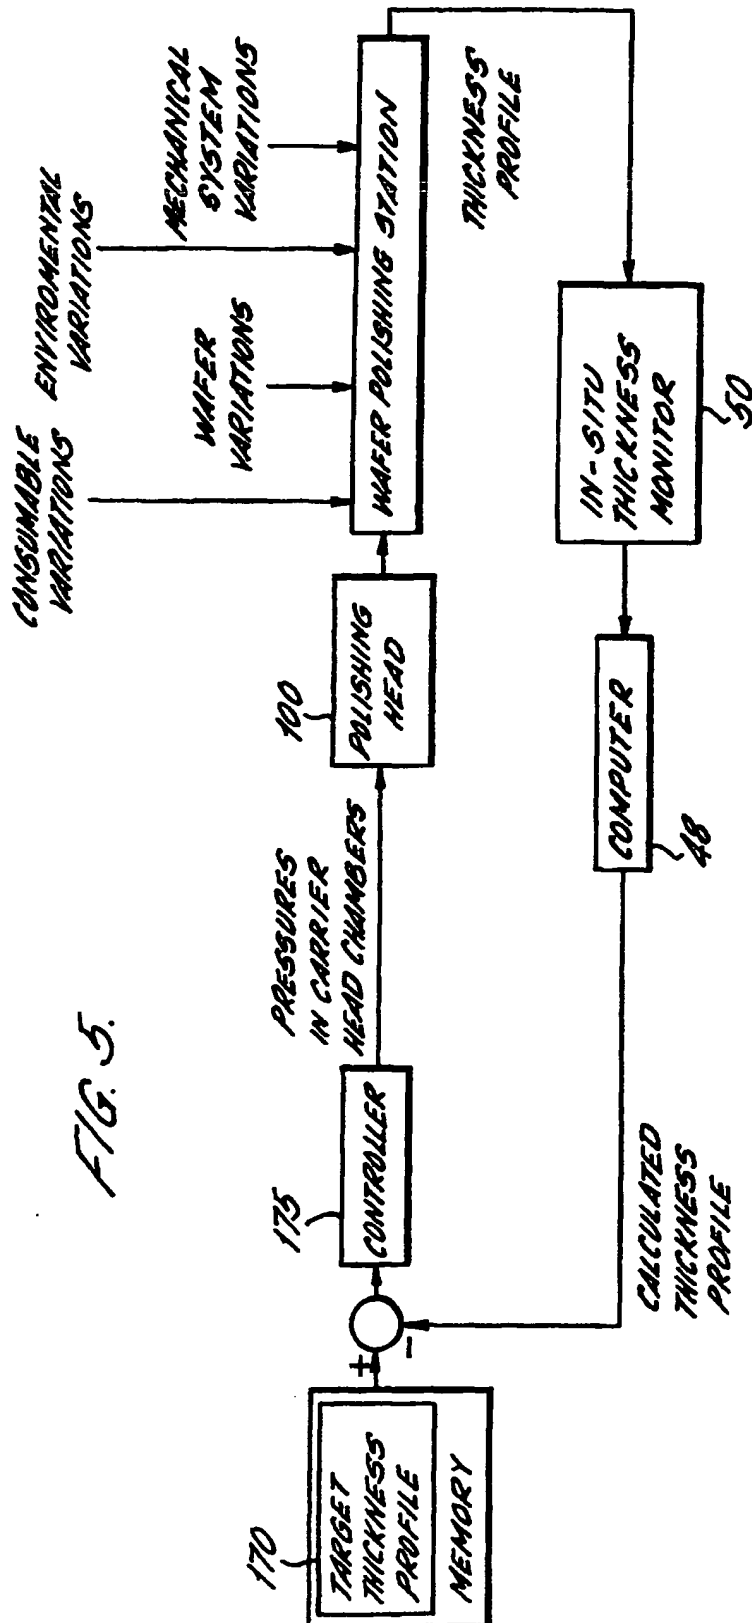 FIG. 5.
CONSUMABLE
VARIATIONS
ENVIROMENTAL
VARIATIONS
WAFER
VARIATIONS
MECHANICAL
SYSTEM
VARIATIONS
170
TARGET
THICKNESS
PROFILE
MEMORY
+
-
175
CONTROLLER
PRESSURES
IN CARRIER
HEAD CHAMBERS
100
POLISHING
HEAD
WAFER POLISHING STATION
THICKNESS
PROFILE
IN-SITU
THICKNESS
MONITOR
50
COMPUTER
48
CALCULATED
THICKNESS
PROFILE